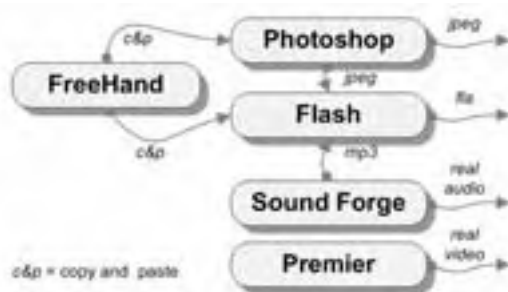 c&p
Photoshop
jpeg
FreeHand
jpeg
Flash
fla
c&p
mp3
real
audio
Sound Forge
real
video
Premier
c&p = copy and paste